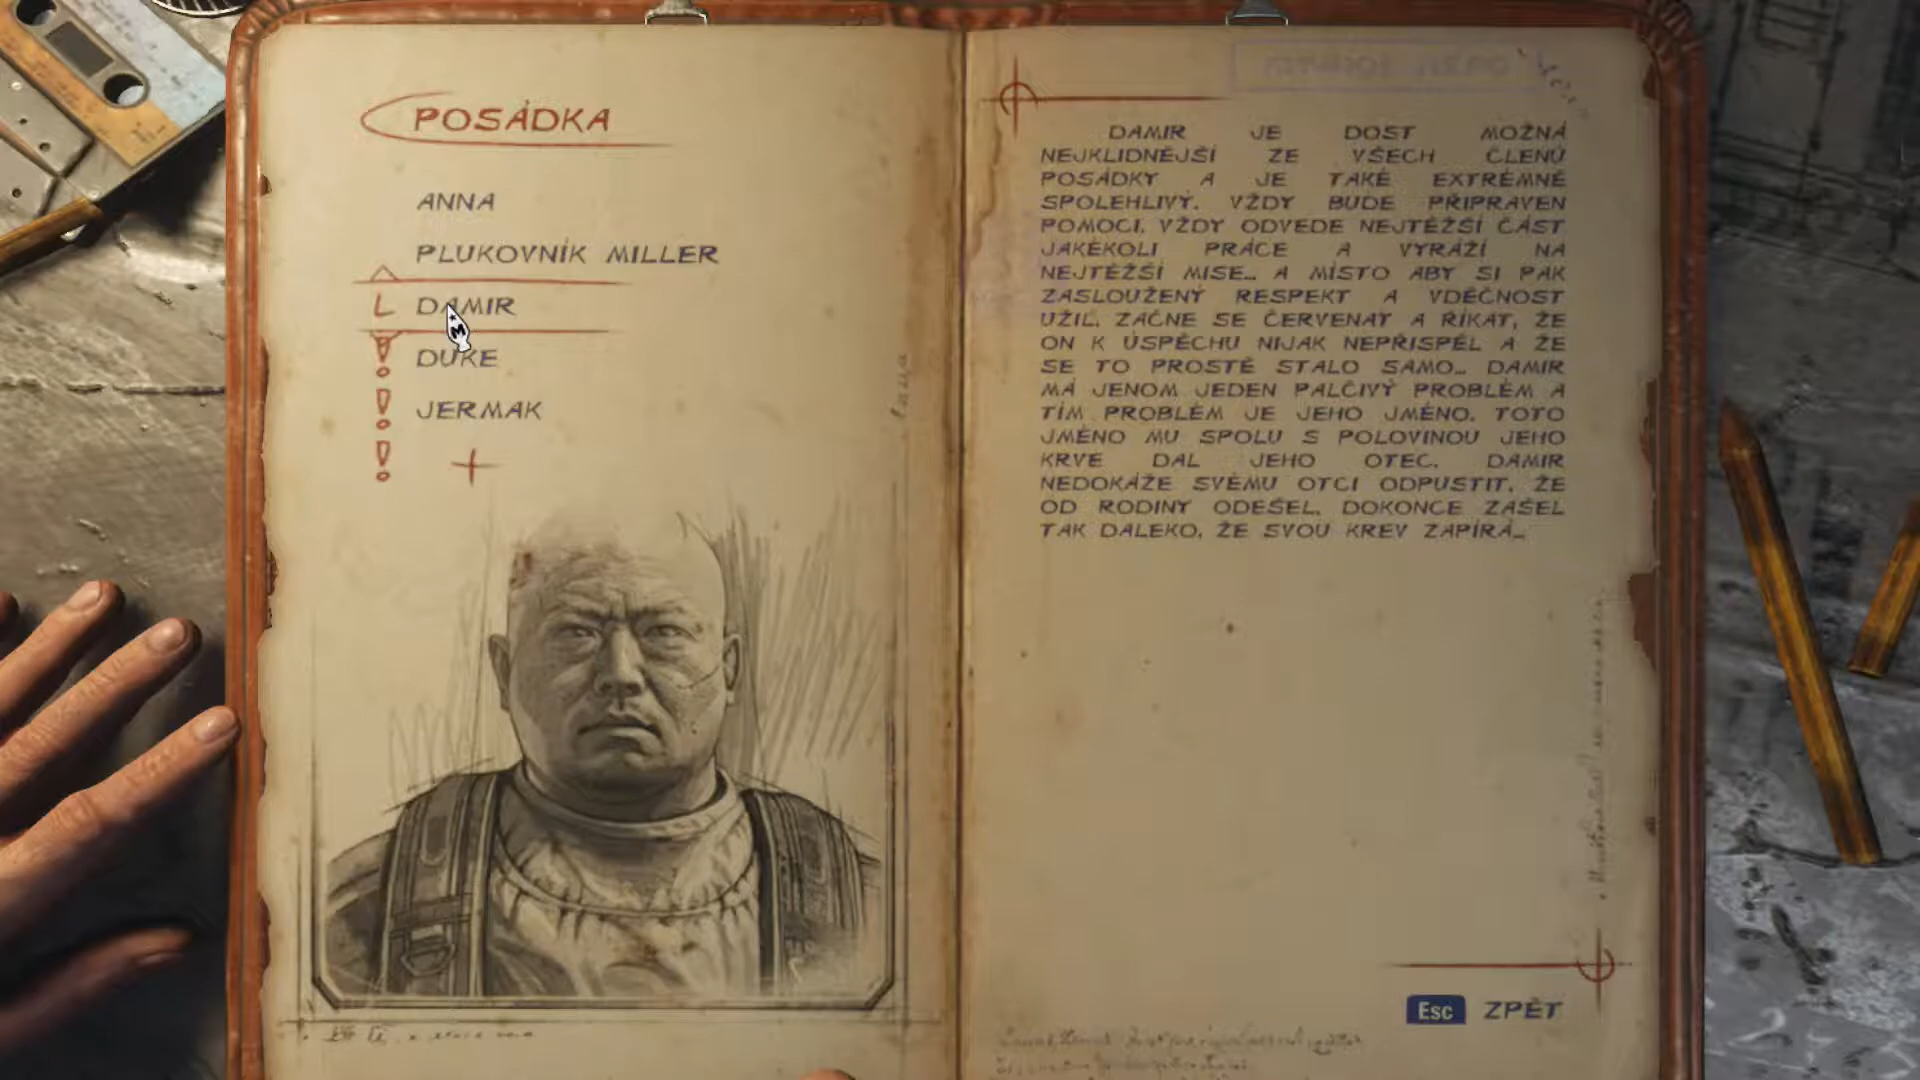 POSÁDKA
ANNA
PLUKOVNÍK MILLER
DAMIR
DUKE
JERMAK
DAMIR JE DOST MOŽNÁ
NEJKLIDNĚJŠÍ ZE VŠECH ČLENŮ
POSÁDKY A JE TAKÉ EXTRÉMNĚ
SPOLEHLIVÝ. VŽDY BUDE PŘIPRAVEN
POMOCI, VŽDY ODVEDE NEJTĚŽŠÍ ČÁST
JAKÉKOLI PRÁCE A VYRÁŽÍ NA
NEJTĚŽŠÍ MISE... A MÍSTO ABY SI PAK
ZASLOUŽENÝ RESPEKT A VDĚČNOST
UŽIL, ZAČNE SE ČERVENAT A ŘÍKAT, ŽE
ON K ÚSPĚCHU NIJAK NEPŘISPĚL A ŽE
SE TO PROSTĚ STALO SAMO... DAMIR
MÁ JENOM JEDEN PALČIVÝ PROBLÉM A
TÍM PROBLÉM JE JEHO JMÉNO. TOTO
JMÉNO MU SPOLU S POLOVINOU JEHO
KRVE DAL JEHO OTEC. DAMIR
NEDOKÁŽE SVÉMU OTCI ODPUSTIT, ŽE
OD RODINY ODEŠEL. DOKONCE ZAŠEL
TAK DALEKO, ŽE SVOU KREV ZAPÍRÁ...
Esc ZPĚT